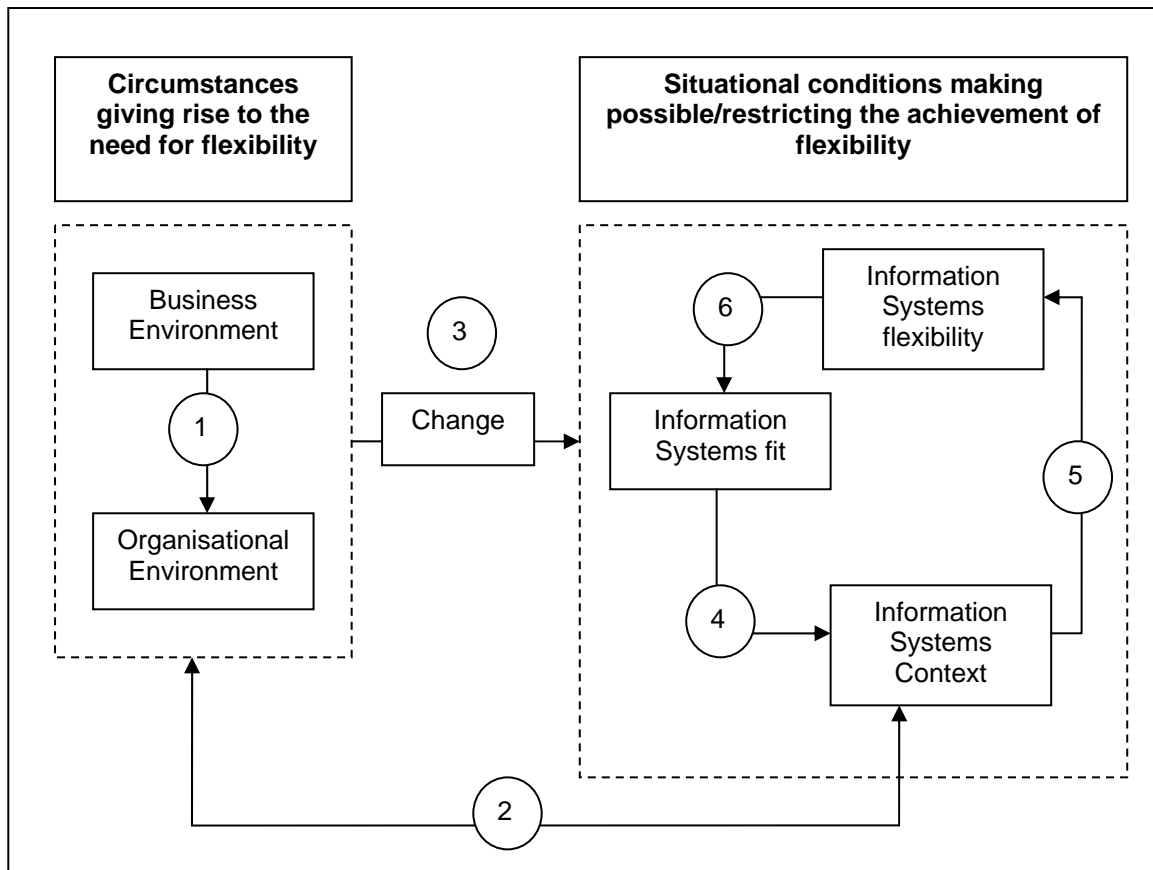 Circumstances
giving rise to the
need for flexibility
Situational conditions making
possible/restricting the achievement of
flexibility
Business
Environment
1
Organisational
Environment
3
Change
6
Information
Systems
flexibility
Information
Systems fit
5
4
Information
Systems
Context
2